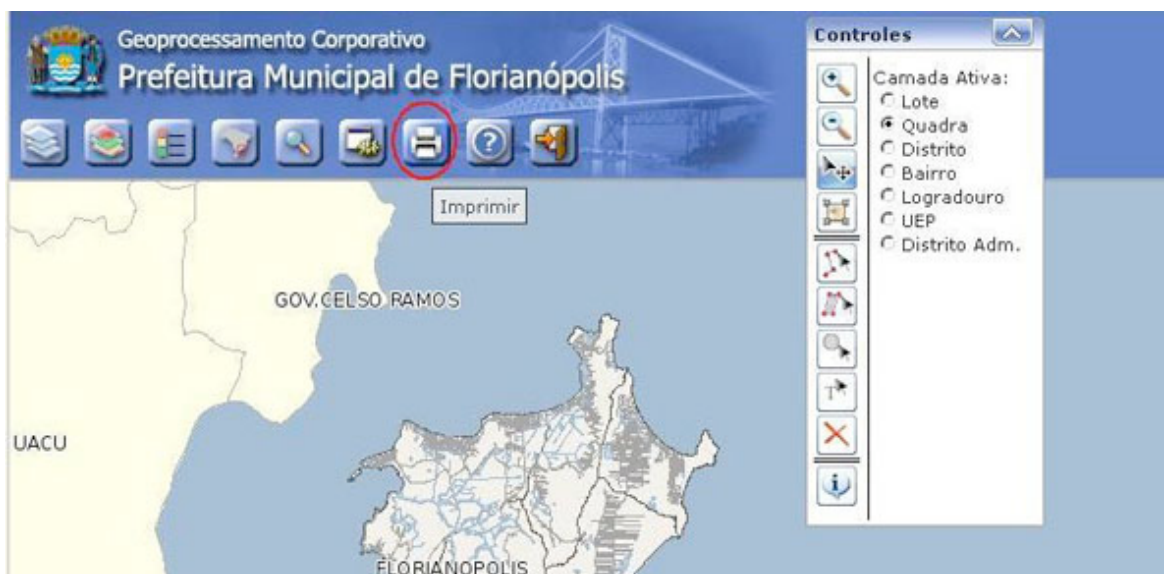 Geoprocessamento Corporativo
Prefeitura Municipal de Florianópolis
Imprimir
Controles
Camada Ativa:
Lote
Quadra
Distrito
Bairro
Logradouro
UEP
Distrito Adm.
GOV.CELSO RAMOS
UACU
FLORIANOPOLIS